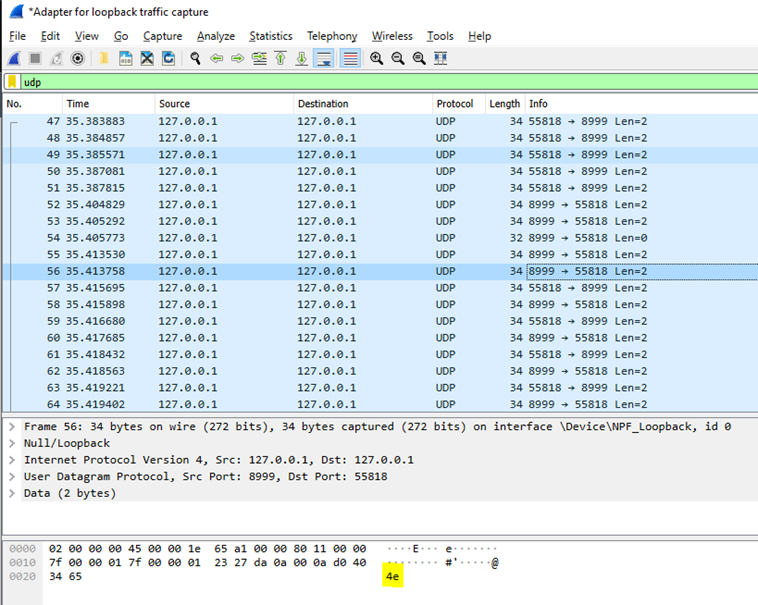 *Adapter for loopback traffic capture
File Edit View Go Capture Analyze Statistics Telephony Wireless Tools Help
udp
No. Time Source Destination Protocol Length Info
47 35.383883 127.0.0.1 127.0.0.1 UDP 34 55818 → 8999 Len=2
48 35.384857 127.0.0.1 127.0.0.1 UDP 34 55818 → 8999 Len=2
49 35.385571 127.0.0.1 127.0.0.1 UDP 34 55818 → 8999 Len=2
50 35.387081 127.0.0.1 127.0.0.1 UDP 34 55818 → 8999 Len=2
51 35.387815 127.0.0.1 127.0.0.1 UDP 34 55818 → 8999 Len=2
52 35.404829 127.0.0.1 127.0.0.1 UDP 34 8999 → 55818 Len=2
53 35.405292 127.0.0.1 127.0.0.1 UDP 34 8999 → 55818 Len=2
54 35.405773 127.0.0.1 127.0.0.1 UDP 32 8999 → 55818 Len=0
55 35.413530 127.0.0.1 127.0.0.1 UDP 34 8999 → 55818 Len=2
56 35.413758 127.0.0.1 127.0.0.1 UDP 34 8999 → 55818 Len=2
57 35.415695 127.0.0.1 127.0.0.1 UDP 34 55818 → 8999 Len=2
58 35.415898 127.0.0.1 127.0.0.1 UDP 34 8999 → 55818 Len=2
59 35.416680 127.0.0.1 127.0.0.1 UDP 34 55818 → 8999 Len=2
60 35.417685 127.0.0.1 127.0.0.1 UDP 34 8999 → 55818 Len=2
61 35.418432 127.0.0.1 127.0.0.1 UDP 34 55818 → 8999 Len=2
62 35.418563 127.0.0.1 127.0.0.1 UDP 34 8999 → 55818 Len=2
63 35.419221 127.0.0.1 127.0.0.1 UDP 34 55818 → 8999 Len=2
64 35.419402 127.0.0.1 127.0.0.1 UDP 34 8999 → 55818 Len=2
Frame 56: 34 bytes on wire (272 bits), 34 bytes captured (272 bits) on interface \Device\NPF_Loopback, id 0
Null/Loopback
Internet Protocol Version 4, Src: 127.0.0.1, Dst: 127.0.0.1
User Datagram Protocol, Src Port: 8999, Dst Port: 55818
Data (2 bytes)
0000 02 00 00 00 45 00 00 1e 65 a1 00 00 80 11 00 00 ····E··· e·······
0010 7f 00 00 01 7f 00 00 01 23 27 da 0a 00 0a d0 40 ········ #'·····@
0020 34 65 4e